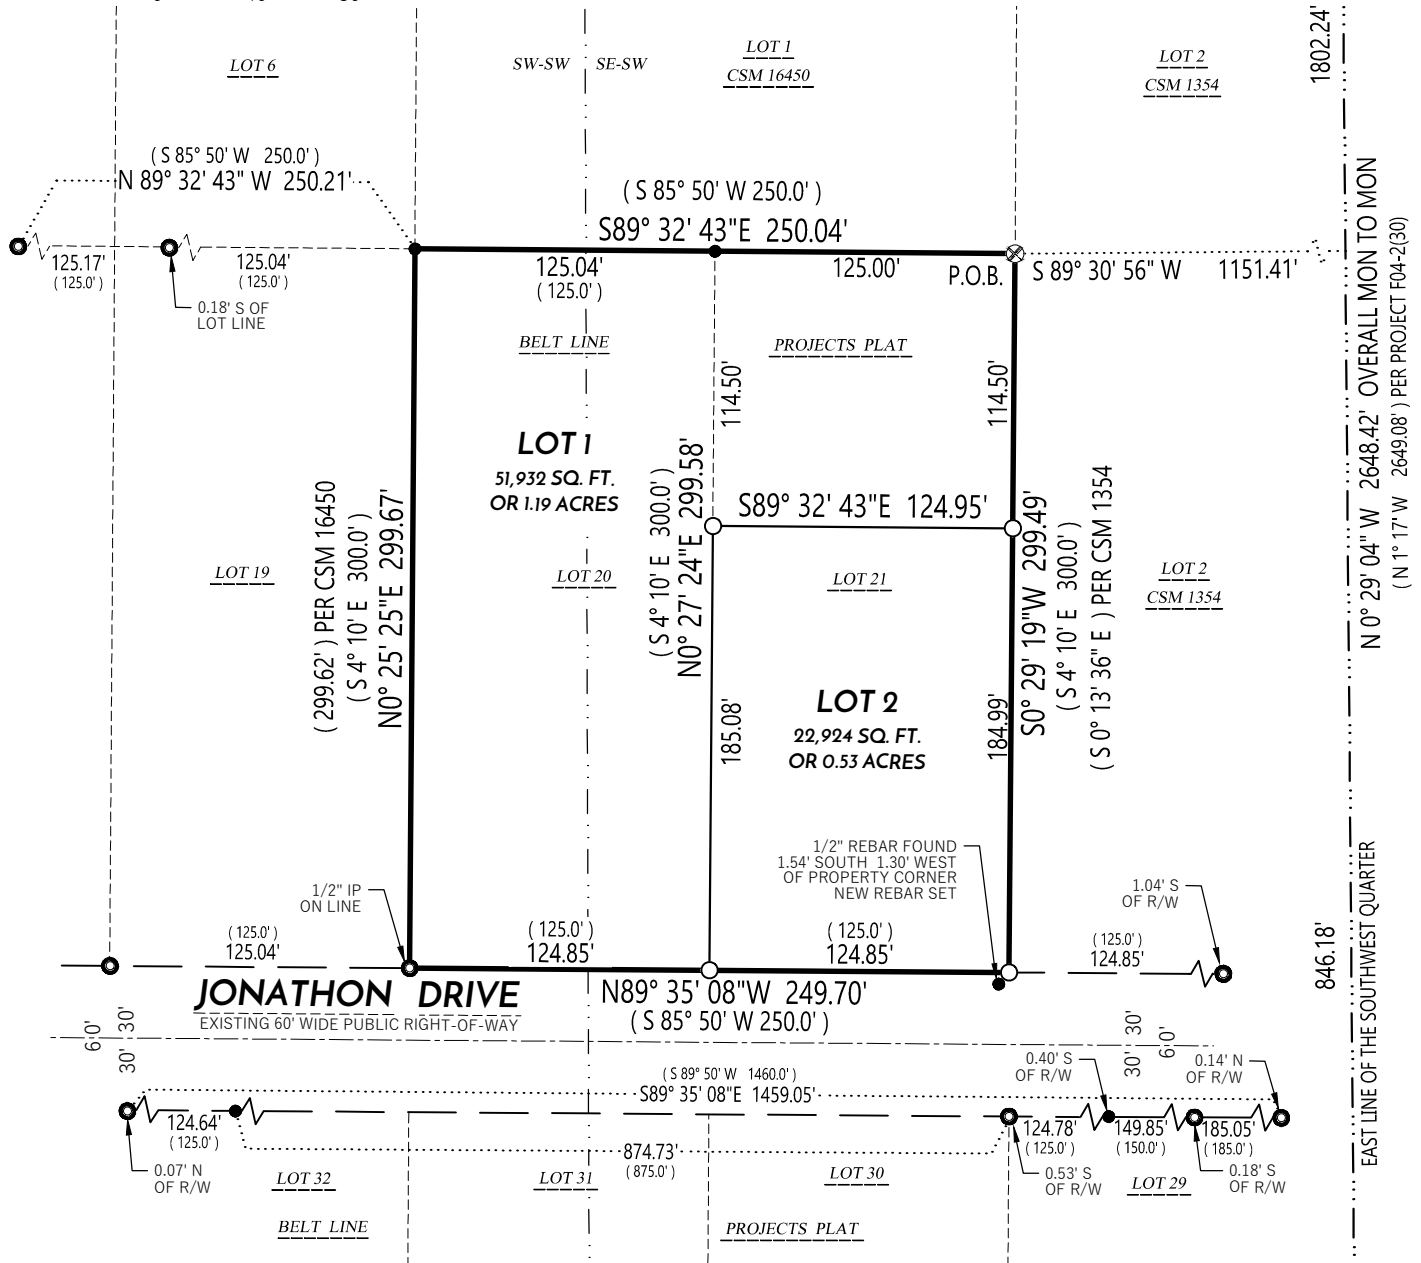 LOT 6
SW-SW
SE-SW
LOT 1
CSM 16450
LOT 2
CSM 1354
1802.24'
( S 85° 50' W 250.0' )
N 89° 32' 43" W 250.21'
( S 85° 50' W 250.0' )
S89° 32' 43"E 250.04'
125.17'
( 125.0' )
125.04'
( 125.0' )
0.18' S OF
LOT LINE
125.04'
( 125.0' )
125.00'
P.O.B.
S 89° 30' 56" W 1151.41'
BELT LINE
PROJECTS PLAT
114.50'
114.50'
LOT 1
51,932 SQ. FT.
OR 1.19 ACRES
( 299.62' ) PER CSM 16450
( S 4° 10' E 300.0' )
N0° 25' 25"E 299.67'
( S 4° 10' E 300.0' )
N0° 27' 24"E 299.58'
S89° 32' 43"E 124.95'
S0° 29' 19"W 299.49'
( S 4° 10' E 300.0' )
( S 0° 13' 36" E ) PER CSM 1354
N 0° 29' 04" W 2648.42' OVERALL MON TO MON
( N 1° 17' W 2649.08' ) PER PROJECT F04-2(30)
LOT 19
LOT 20
LOT 21
LOT 2
CSM 1354
LOT 2
22,924 SQ. FT.
OR 0.53 ACRES
185.08'
184.99'
1/2" REBAR FOUND
1.54' SOUTH 1.30' WEST
OF PROPERTY CORNER
NEW REBAR SET
1/2" IP
ON LINE
1.04' S
OF R/W
( 125.0' )
125.04'
( 125.0' )
124.85'
( 125.0' )
124.85'
( 125.0' )
124.85'
846.18'
EAST LINE OF THE SOUTHWEST QUARTER
JONATHON DRIVE
EXISTING 60' WIDE PUBLIC RIGHT-OF-WAY
N89° 35' 08"W 249.70'
( S 85° 50' W 250.0' )
60'
30'
30'
30'
30'
60'
0.40' S
OF R/W
0.14' N
OF R/W
( S 89° 50' W 1460.0' )
S89° 35' 08"E 1459.05'
124.64'
( 125.0' )
874.73'
( 875.0' )
124.78'
( 125.0' )
149.85'
( 150.0' )
185.05'
( 185.0' )
0.07' N
OF R/W
0.53' S
OF R/W
0.18' S
OF R/W
LOT 32
LOT 31
LOT 30
LOT 29
BELT LINE
PROJECTS PLAT